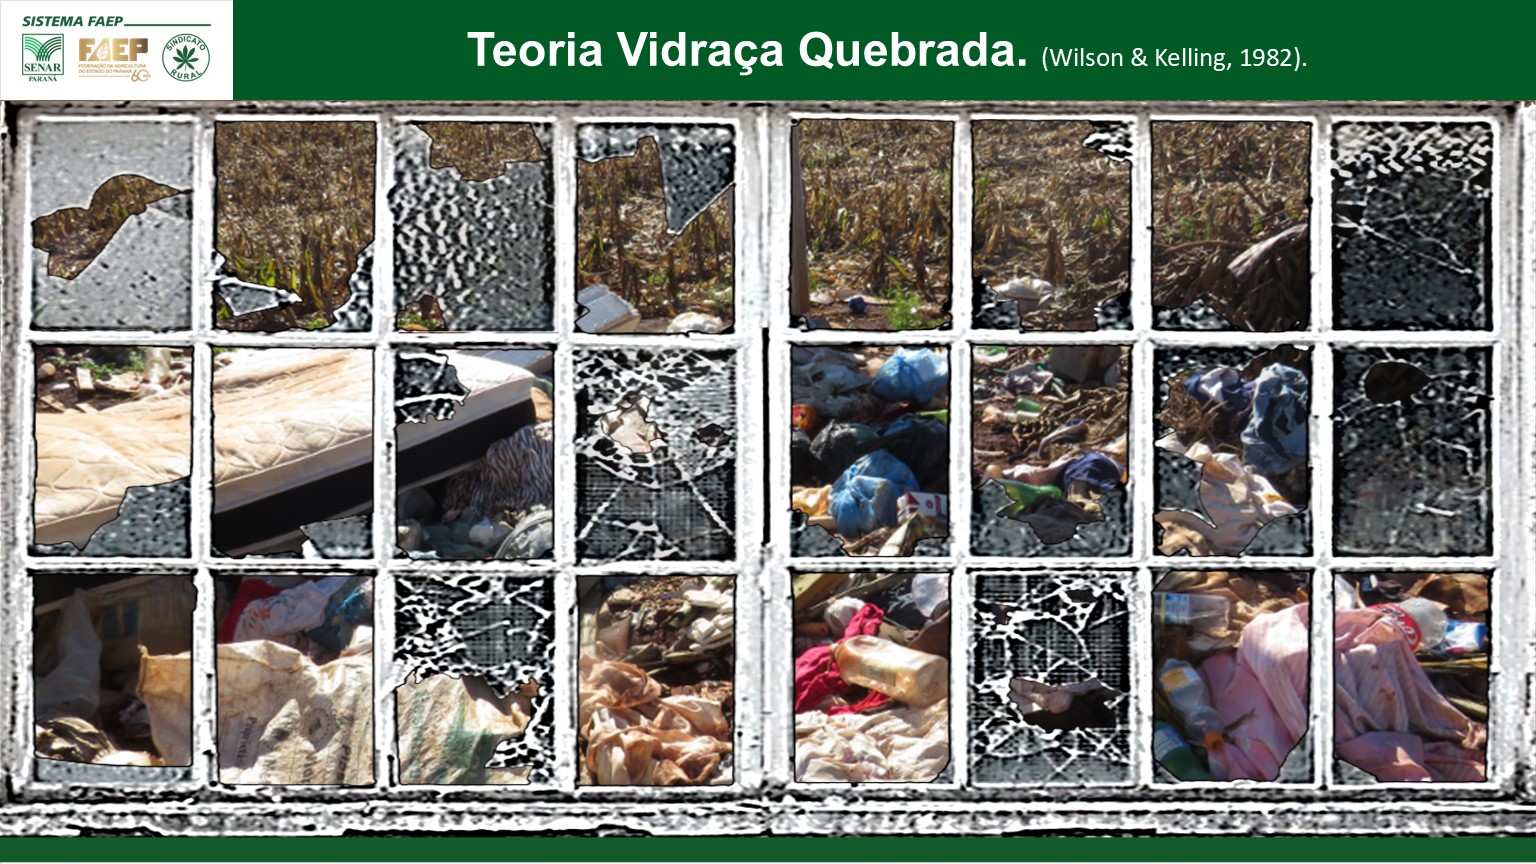 SISTEMA FAEP
SENAR
PARANÁ
FAEP
FEDERAÇÃO DA AGRICULTURA
DO ESTADO DO PARANÁ
60
SINDICATO
RURAL
Teoria Vidraça Quebrada. (Wilson & Kelling, 1982).